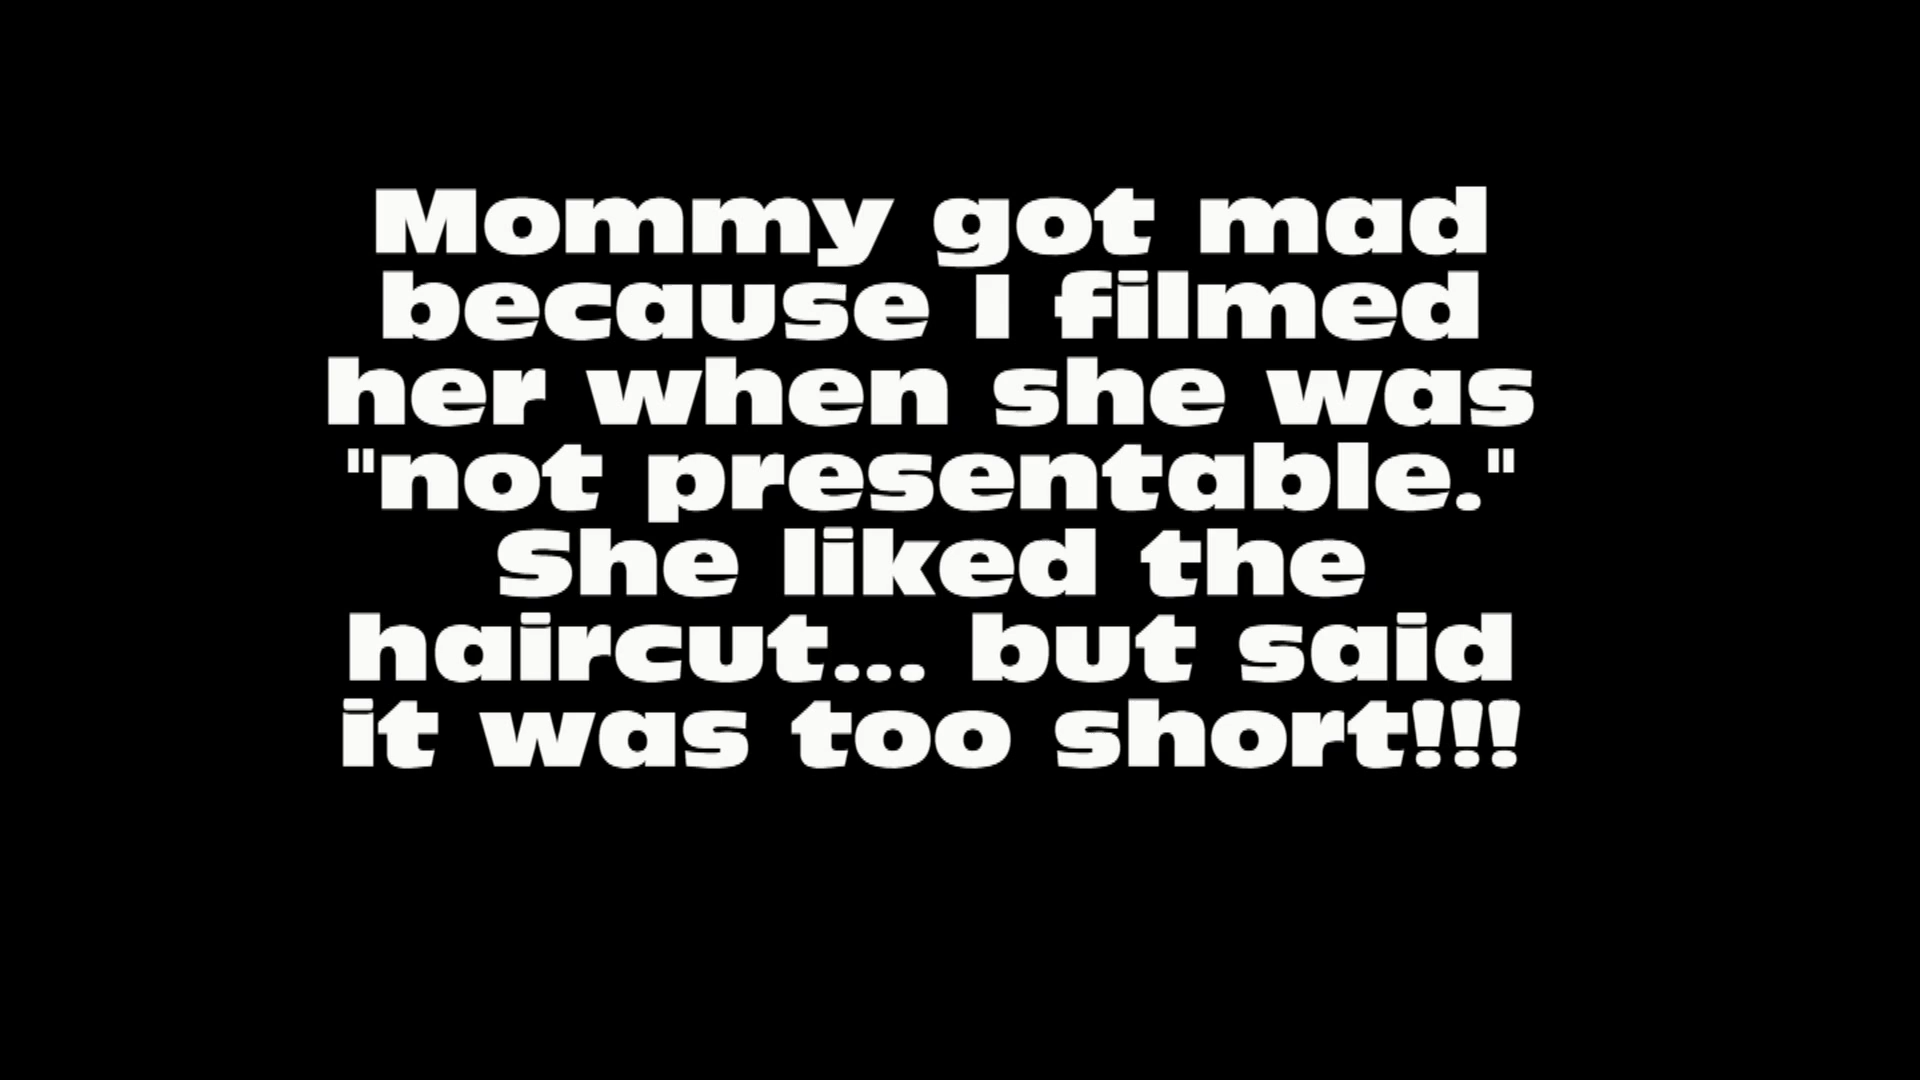 Mommy got mad
because I filmed
her when she was
"not presentable."
She liked the
haircut... but said
it was too short!!!